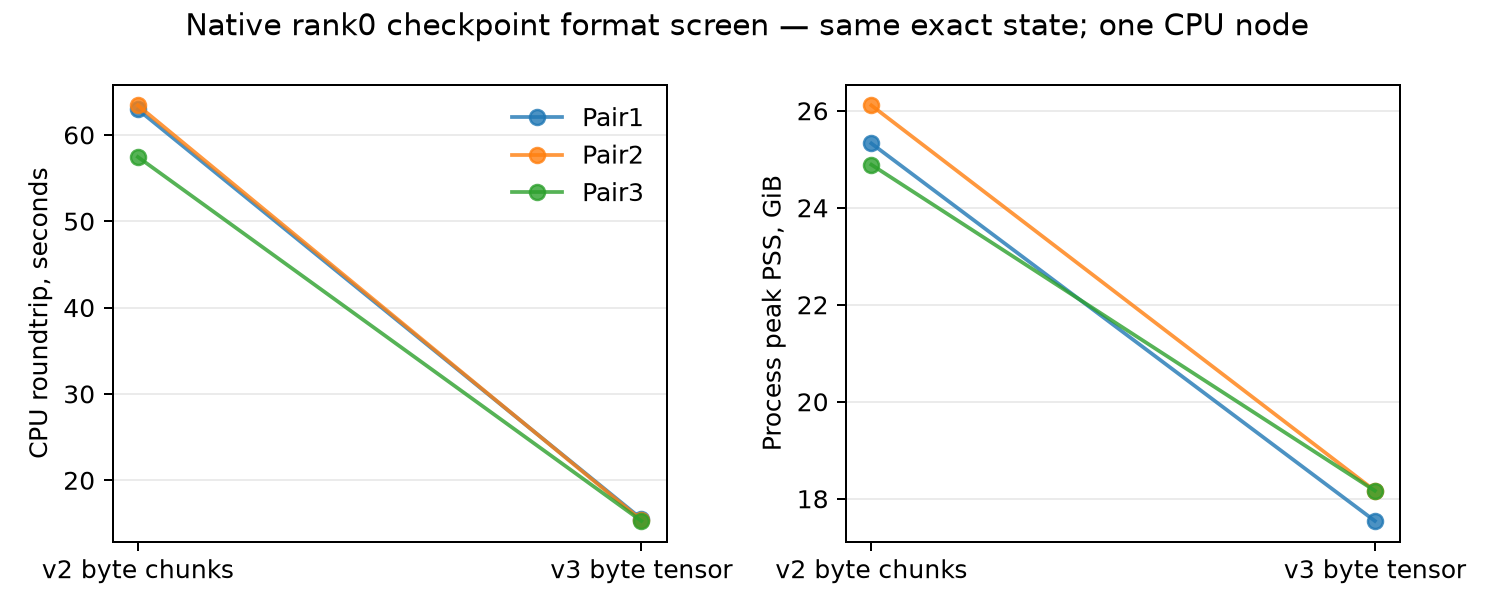 Native rank0 checkpoint format screen — same exact state; one CPU node
CPU roundtrip, seconds
60
50
40
30
20
Pair1
Pair2
Pair3
v2 byte chunks
v3 byte tensor
Process peak PSS, GiB
26
24
22
20
18
v2 byte chunks
v3 byte tensor